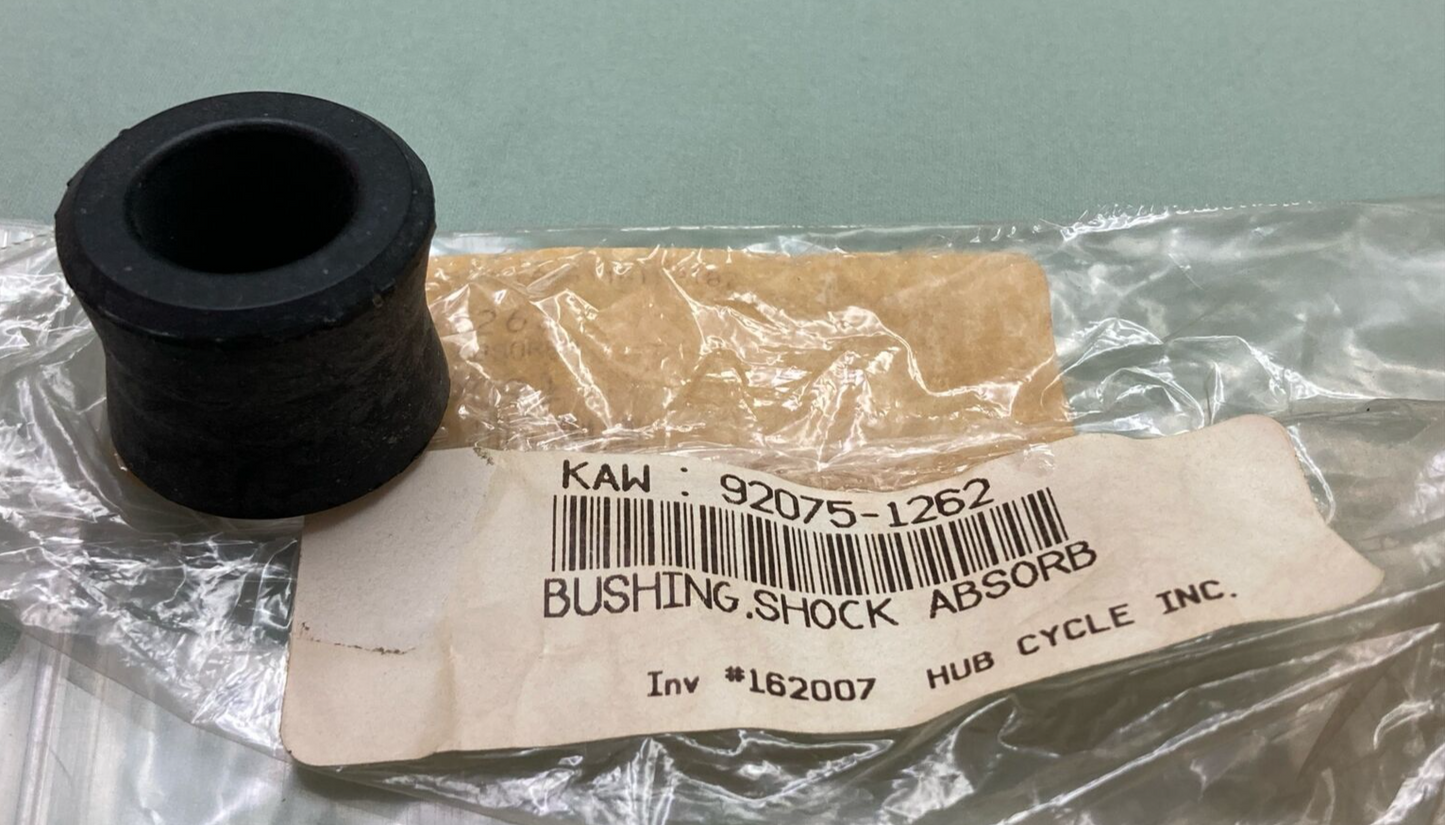 KAW : 92075-1262
BUSHING.SHOCK ABSORB
Inv #162007 HUB CYCLE INC.